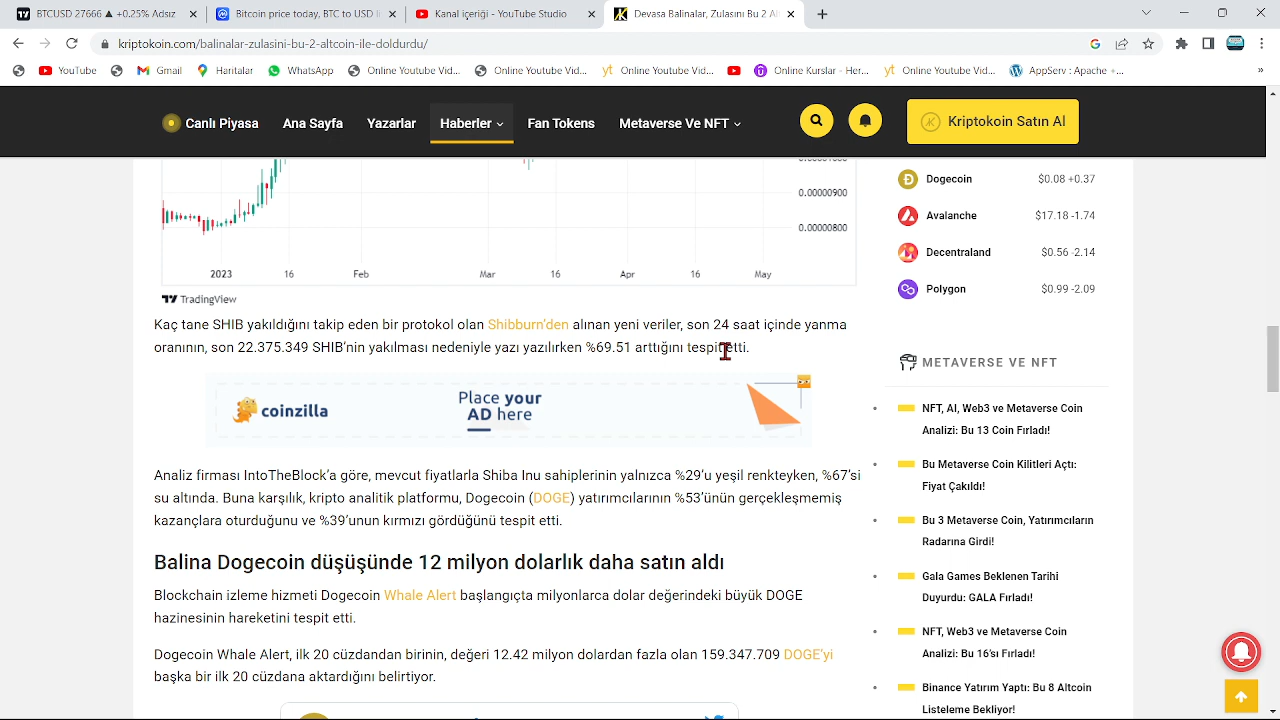 BTCUSD 27666 ▲ +0.25% Adsız
Bitcoin price today, BTC to USD
Kanal içeriği - YouTube Studio
Devasa Balinalar, Zulasını Bu 2 Al
kriptokoin.com/balinalar-zulasini-bu-2-altcoin-ile-doldurdu/
YouTube Gmail Haritalar WhatsApp Online Youtube Vid... Online Youtube Vid... Online Youtube Vid... Online Kurslar - Her... Online Youtube Vid... AppServ : Apache +... »
Canlı Piyasa Ana Sayfa Yazarlar Haberler Fan Tokens Metaverse Ve NFT Kriptokoin Satın Al
0.00000900
0.00000800
2023 16 Feb Mar 16 Apr 16 May
TradingView
Kaç tane SHIB yakıldığını takip eden bir protokol olan Shibburn’den alınan yeni veriler, son 24 saat içinde yanma
oranının, son 22.375.349 SHIB’nin yakılması nedeniyle yazı yazılırken %69.51 arttığını tespit etti.
coinzilla
Place your
AD here
Analiz firması IntoTheBlock’a göre, mevcut fiyatlarla Shiba Inu sahiplerinin yalnızca %29’u yeşil renkteyken, %67’si
su altında. Buna karşılık, kripto analitik platformu, Dogecoin (DOGE) yatırımcılarının %53’ünün gerçekleşmemiş
kazançlara oturduğunu ve %39’unun kırmızı gördüğünü tespit etti.
Balina Dogecoin düşüşünde 12 milyon dolarlık daha satın aldı
Blockchain izleme hizmeti Dogecoin Whale Alert başlangıçta milyonlarca dolar değerindeki büyük DOGE
hazinesinin hareketini tespit etti.
Dogecoin Whale Alert, ilk 20 cüzdandan birinin, değeri 12.42 milyon dolardan fazla olan 159.347.709 DOGE’yi
başka bir ilk 20 cüzdana aktardığını belirtiyor.
Dogecoin $0.08 +0.37
Avalanche $17.18 -1.74
Decentraland $0.56 -2.14
Polygon $0.99 -2.09
METAVERSE VE NFT
NFT, AI, Web3 ve Metaverse Coin
Analizi: Bu 13 Coin Fırladı!
Bu Metaverse Coin Kilitleri Açtı:
Fiyat Çakıldı!
Bu 3 Metaverse Coin, Yatırımcıların
Radarına Girdi!
Gala Games Beklenen Tarihi
Duyurdu: GALA Fırladı!
NFT, Web3 ve Metaverse Coin
Analizi: Bu 16’sı Fırladı!
Binance Yatırım Yaptı: Bu 8 Altcoin
Listeleme Bekliyor!